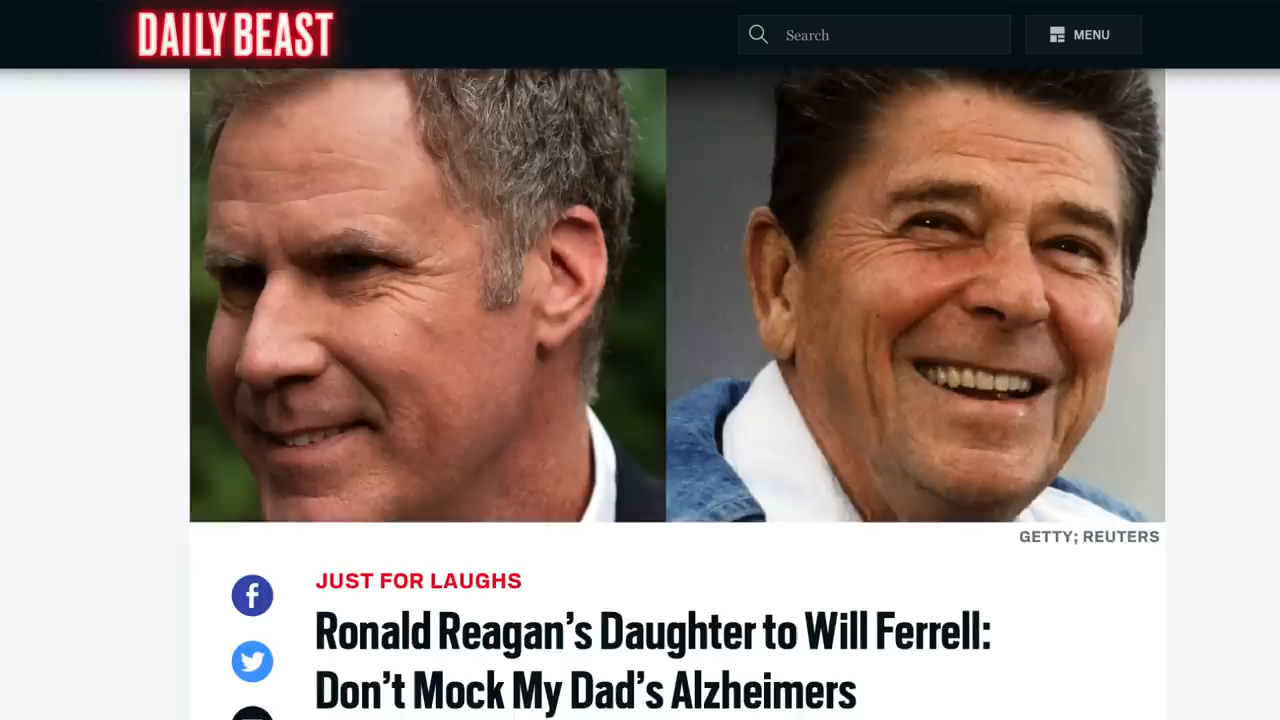 DAILY BEAST
Search
MENU
GETTY; REUTERS
JUST FOR LAUGHS
Ronald Reagan’s Daughter to Will Ferrell:
Don’t Mock My Dad’s Alzheimers